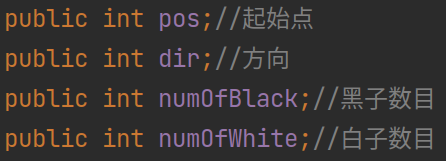 public int pos;//起始点
public int dir;//方向
public int numOfBlack;//黑子数目
public int numOfWhite;//白子数目